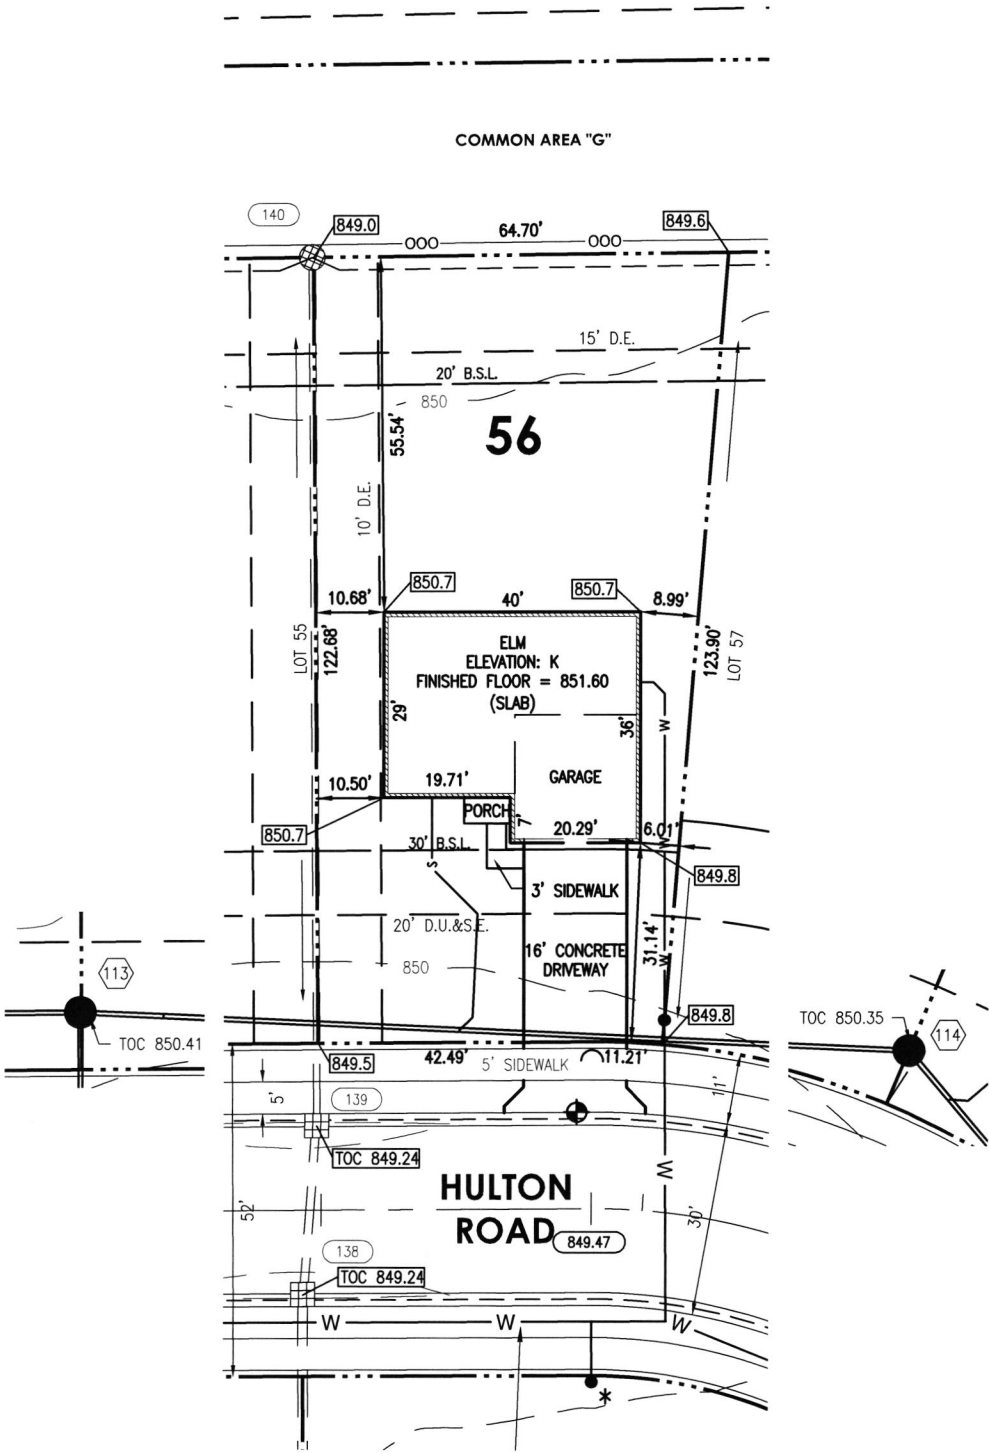 COMMON AREA "G"
140
849.0
64.70'
849.6
OOO
OOO
15' D.E.
20' B.S.L.
850
55.54'
56
10' D.E.
850.7
850.7
10.68'
40'
8.99'
LOT 55
122.68'
ELM
ELEVATION: K
FINISHED FLOOR = 851.60
(SLAB)
123.90'
LOT 57
29'
36'
W
GARAGE
10.50'
19.71'
PORCH
7'
20.29'
6.01'
850.7
30' B.S.L.
W
S
849.8
3' SIDEWALK
20' D.U.&S.E.
31.14'
16' CONCRETE
DRIVEWAY
W
850
113
849.8
TOC 850.35
114
TOC 850.41
849.5
42.49'
5' SIDEWALK
11.21'
5'
139
11'
TOC 849.24
W
HULTON
ROAD
52'
30'
849.47
138
TOC 849.24
W
W
W
*